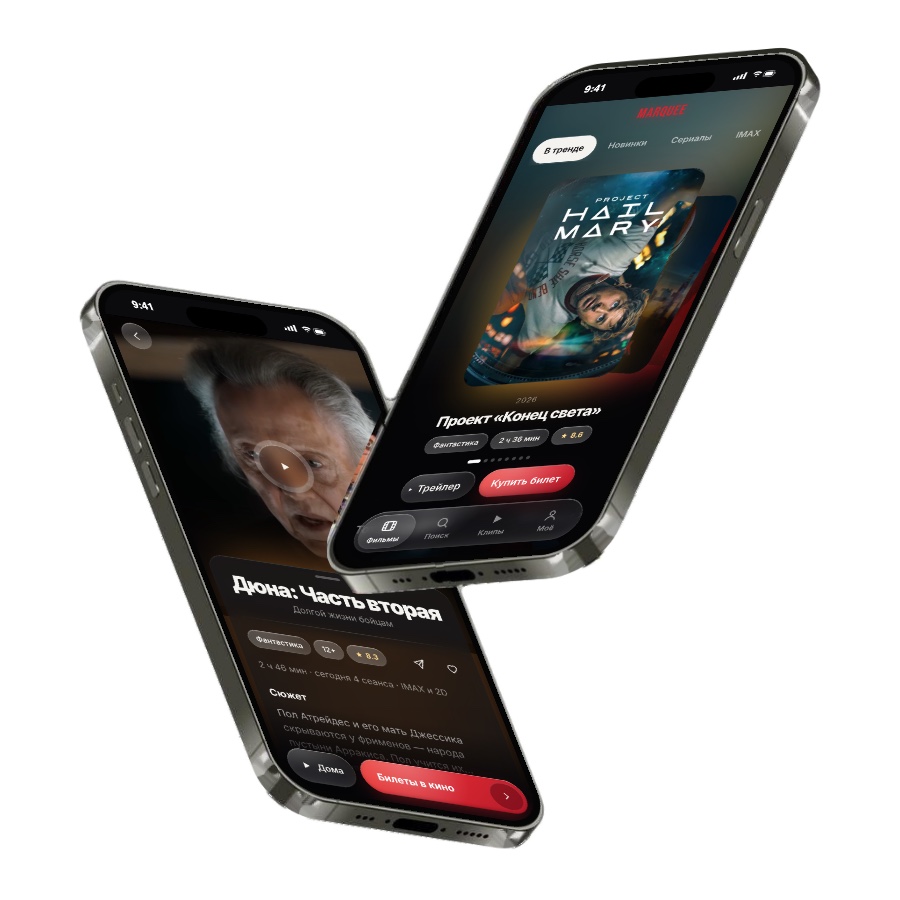 9:41
MARQUEE
В тренде
Новинки
Сериалы
IMAX
PROJECT
HAIL
MARY
2026
Проект «Конец света»
Фантастика
2 ч 36 мин
★ 8.6
Трейлер
Купить билет
Фильмы
Поиск
Клипы
Моё
9:41
Дюна: Часть вторая
Долгой жизни бойцам
Фантастика
12+
★ 8.3
2 ч 46 мин · сегодня 4 сеанса · IMAX и 2D
Сюжет
Пол Атрейдес и его мать Джессика
скрываются у фрименов — народа
пустыни Арракиса. Пол учится их
Дома
Билеты в кино